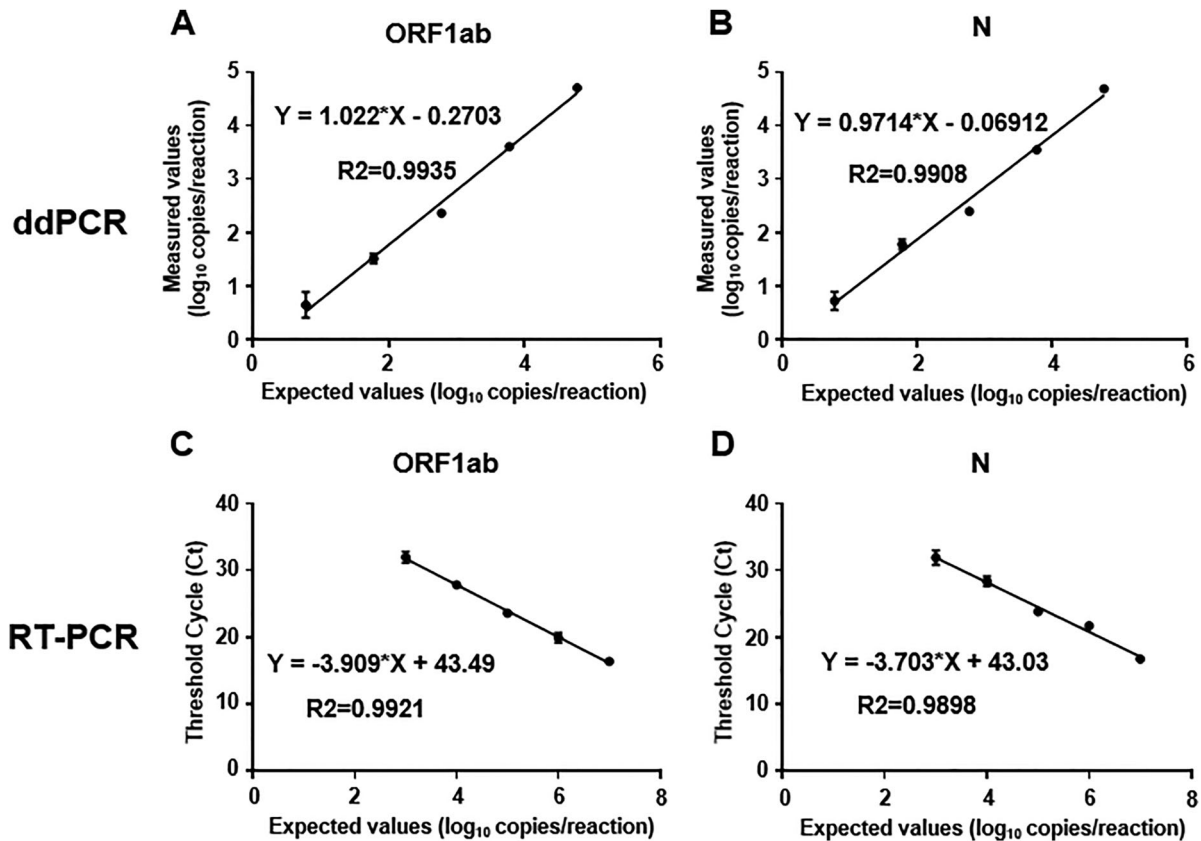 A
ORF1ab
5
4
3
2
1
0
0
2
4
6
Y = 1.022*X - 0.2703
R2=0.9935
Measured values
(log10 copies/reaction)
Expected values (log10 copies/reaction)
B
N
5
4
3
2
1
0
0
2
4
6
Y = 0.9714*X - 0.06912
R2=0.9908
Measured values
(log10 copies/reaction)
Expected values (log10 copies/reaction)
ddPCR
C
ORF1ab
40
30
20
10
0
0
2
4
6
8
Y = -3.909*X + 43.49
R2=0.9921
Threshold Cycle (Ct)
Expected values (log10 copies/reaction)
D
N
40
30
20
10
0
0
2
4
6
8
Y = -3.703*X + 43.03
R2=0.9898
Threshold Cycle (Ct)
Expected values (log10 copies/reaction)
RT-PCR